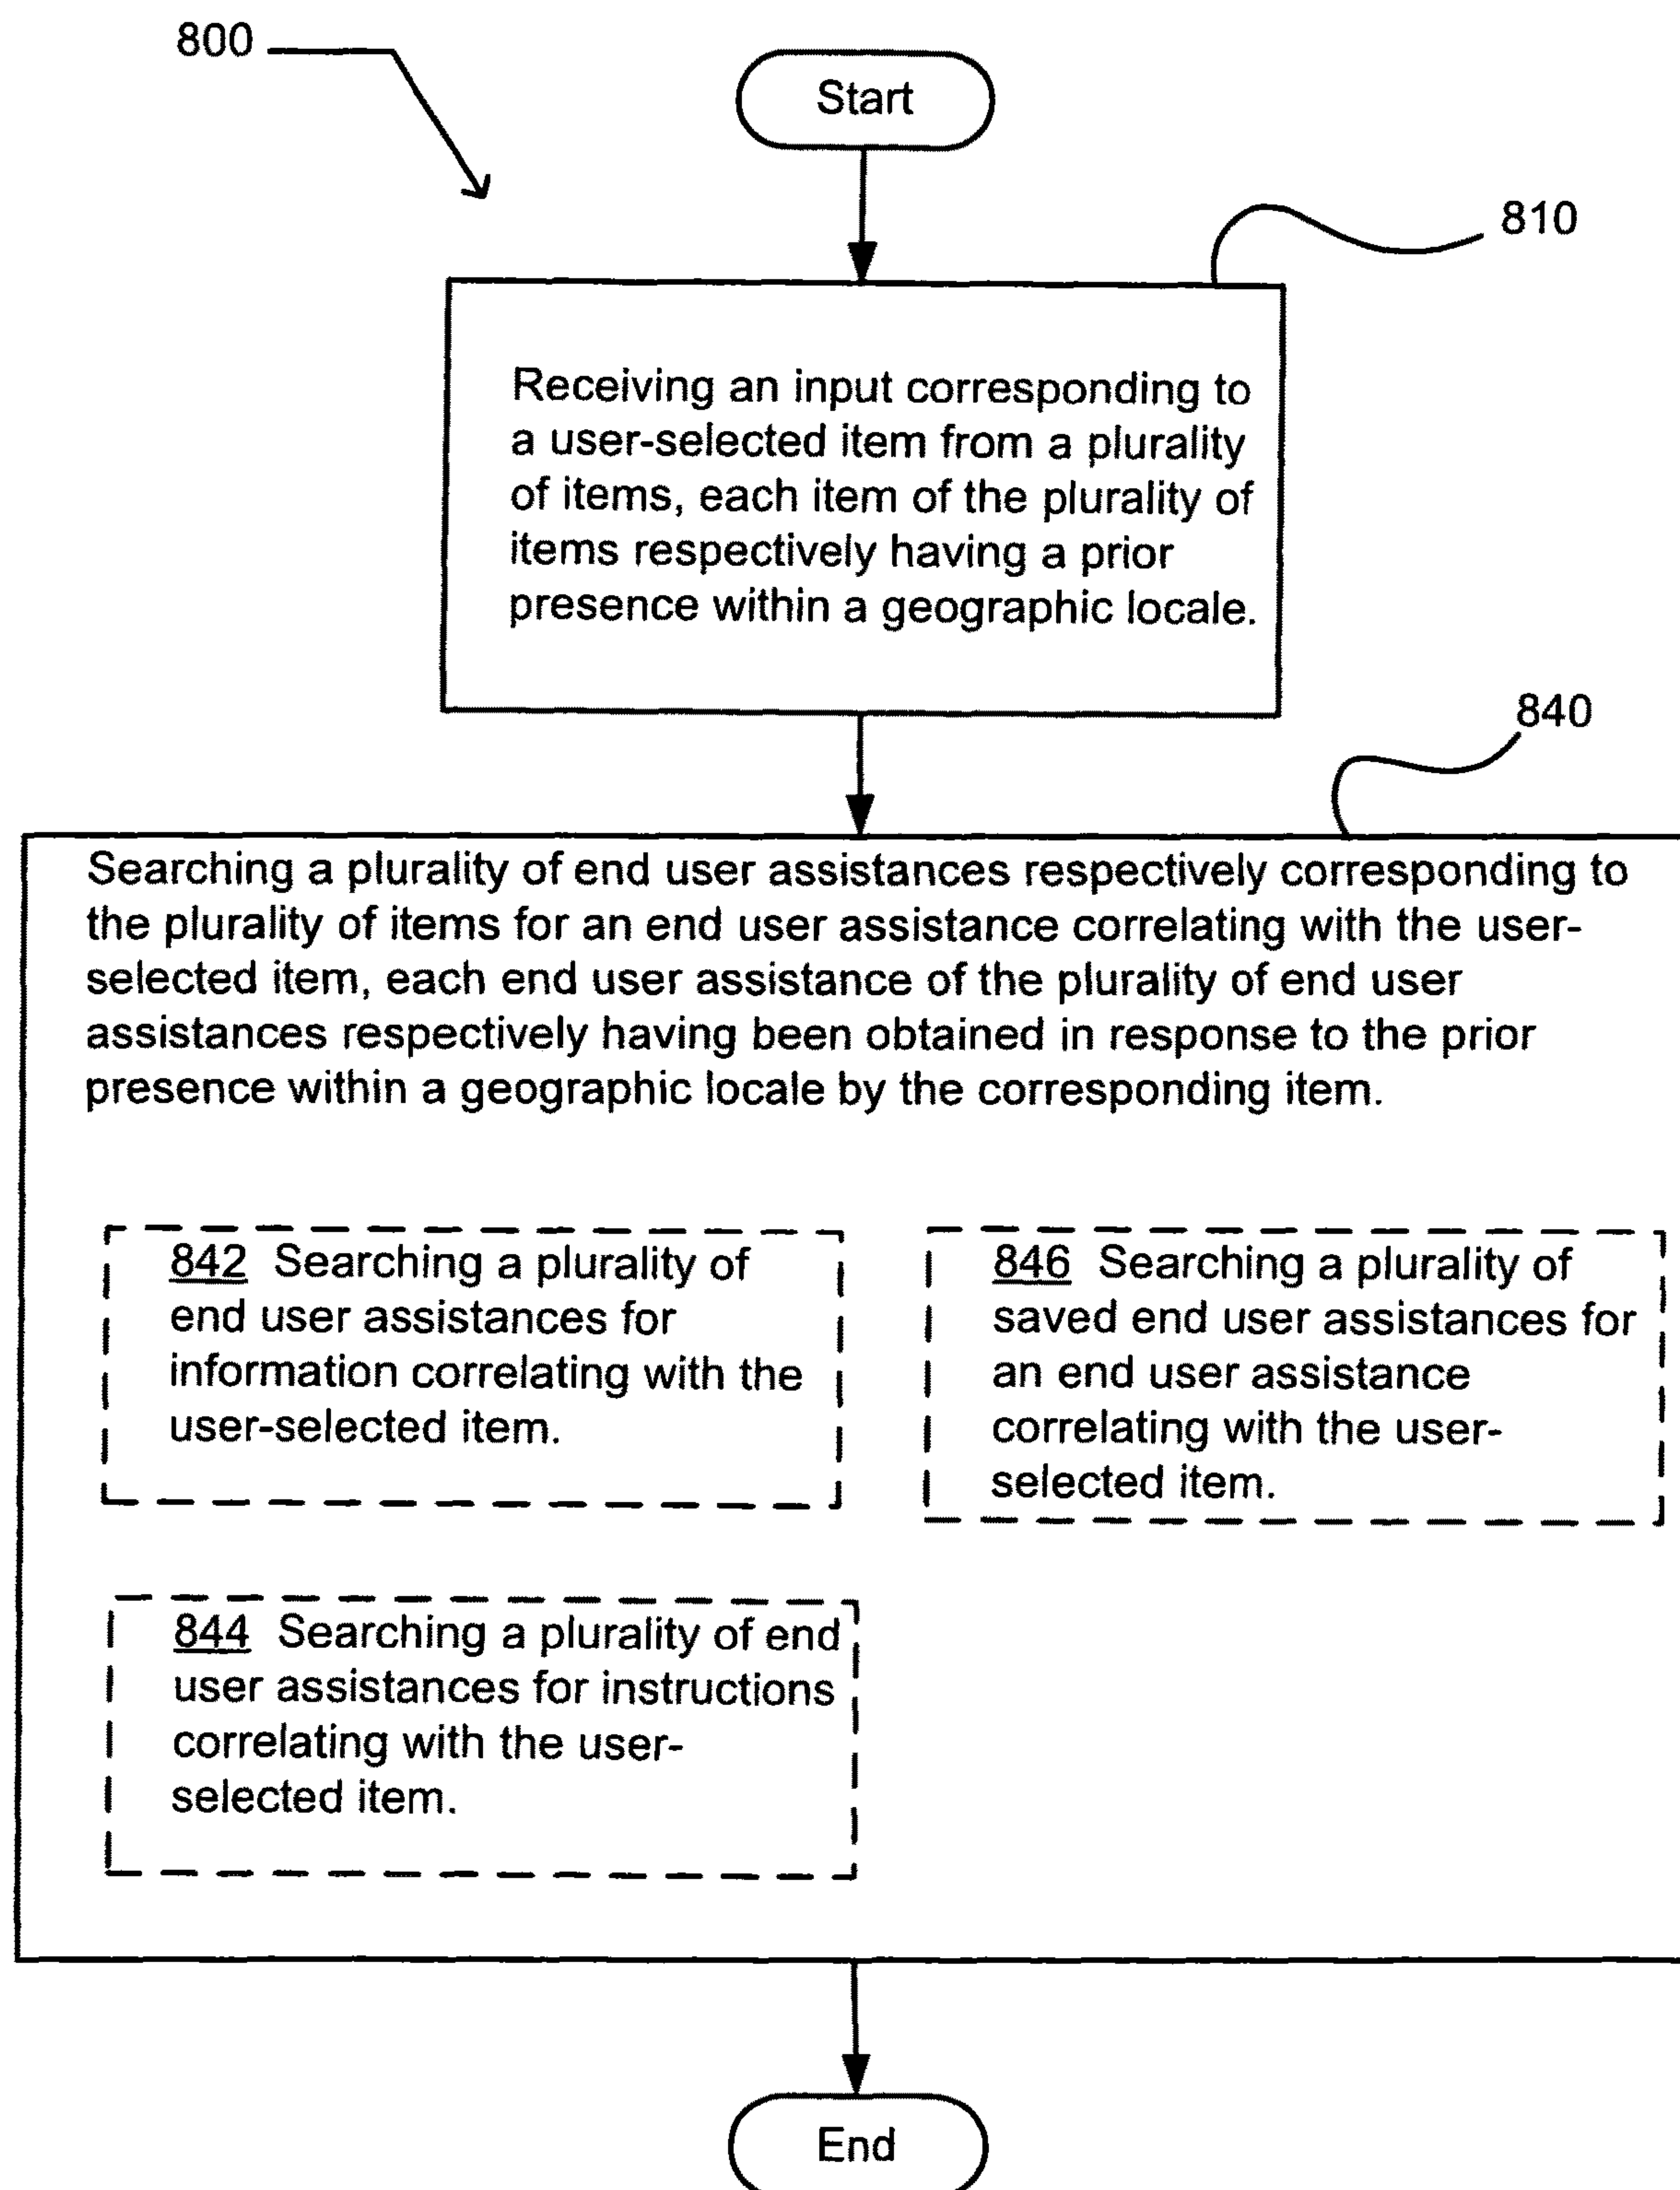 800
Start
810
Receiving an input corresponding to
a user-selected item from a plurality
of items, each item of the plurality of
items respectively having a prior
presence within a geographic locale.
840
Searching a plurality of end user assistances respectively corresponding to
the plurality of items for an end user assistance correlating with the user-
selected item, each end user assistance of the plurality of end user
assistances respectively having been obtained in response to the prior
presence within a geographic locale by the corresponding item.
842 Searching a plurality of
end user assistances for
information correlating with the
user-selected item.
846 Searching a plurality of
saved end user assistances for
an end user assistance
correlating with the user-
selected item.
844 Searching a plurality of end
user assistances for instructions
correlating with the user-
selected item.
End